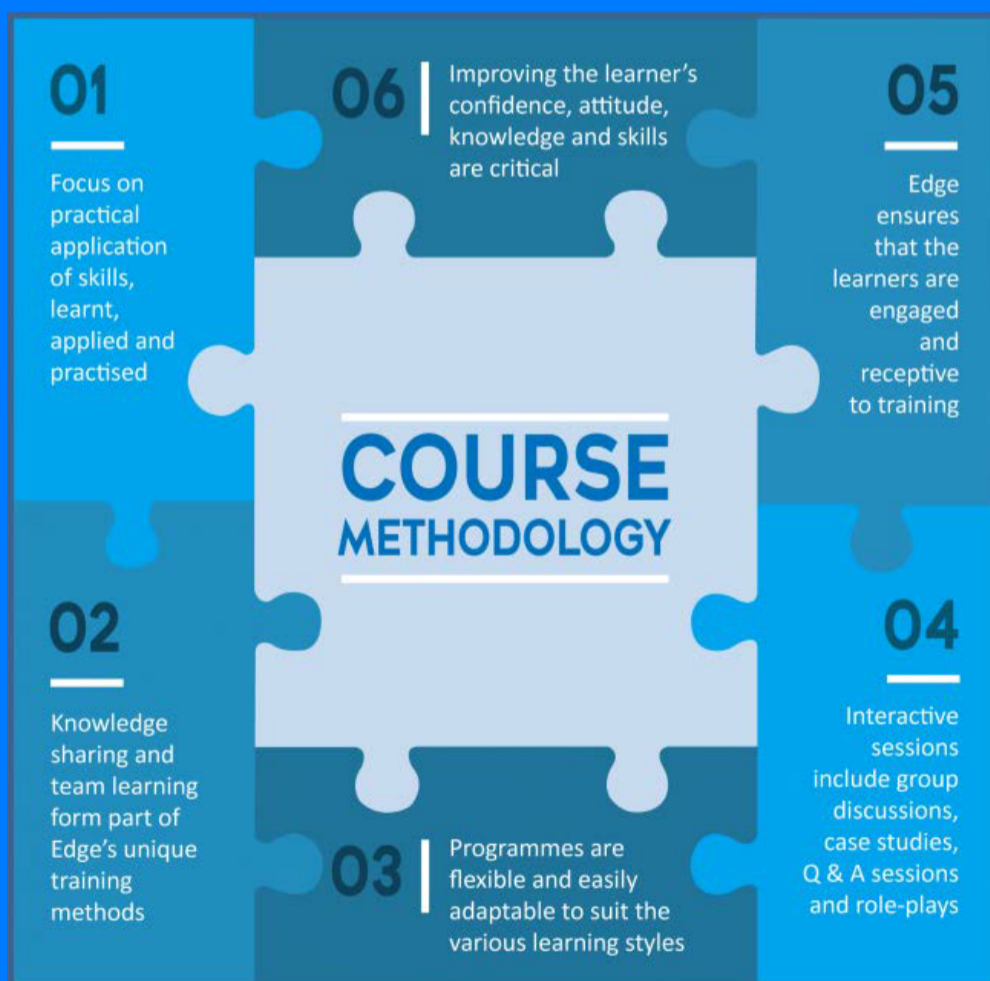 01
Focus on
practical
application
of skills,
learnt,
applied and
practised
06
Improving the learner’s
confidence, attitude,
knowledge and skills
are critical
05
Edge
ensures
that the
learners are
engaged
and
receptive
to training
COURSE
METHODOLOGY
02
Knowledge
sharing and
team learning
form part of
Edge’s unique
training
methods
03
Programmes are
flexible and easily
adaptable to suit the
various learning styles
04
Interactive
sessions
include group
discussions,
case studies,
Q & A sessions
and role-plays